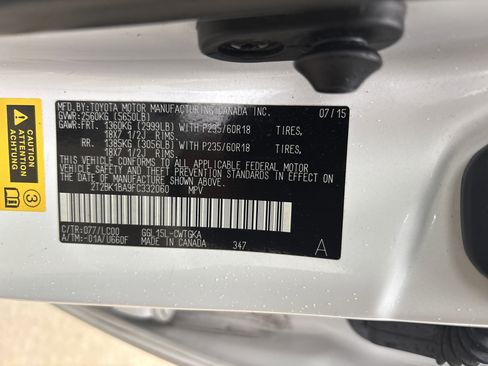 MFD.BY:TOYOTA MOTOR MANUFACTURING CANADA INC. 07/15
GVWR:2560KG (5650LB)
GAWR:FRT. 1360KG (2999LB) WITH P235/60R18 TIRES,
18X7 1/2J RIMS,
RR. 1385KG (3056LB) WITH P235/60R18 TIRES,
18X7 1/2J RIMS,
THIS VEHICLE CONFORMS TO ALL APPLICABLE FEDERAL MOTOR
VEHICLE SAFETY AND THEFT PREVENTION STANDARDS IN EFFECT
ON THE DATE OF MANUFACTURE SHOWN ABOVE.
2T2BK1BA9FC332060 MPV
C/TR:077/LC00 GGL15L-CWTGKA
A/TM:-01A/U660F MADE IN CANADA 347 A
3